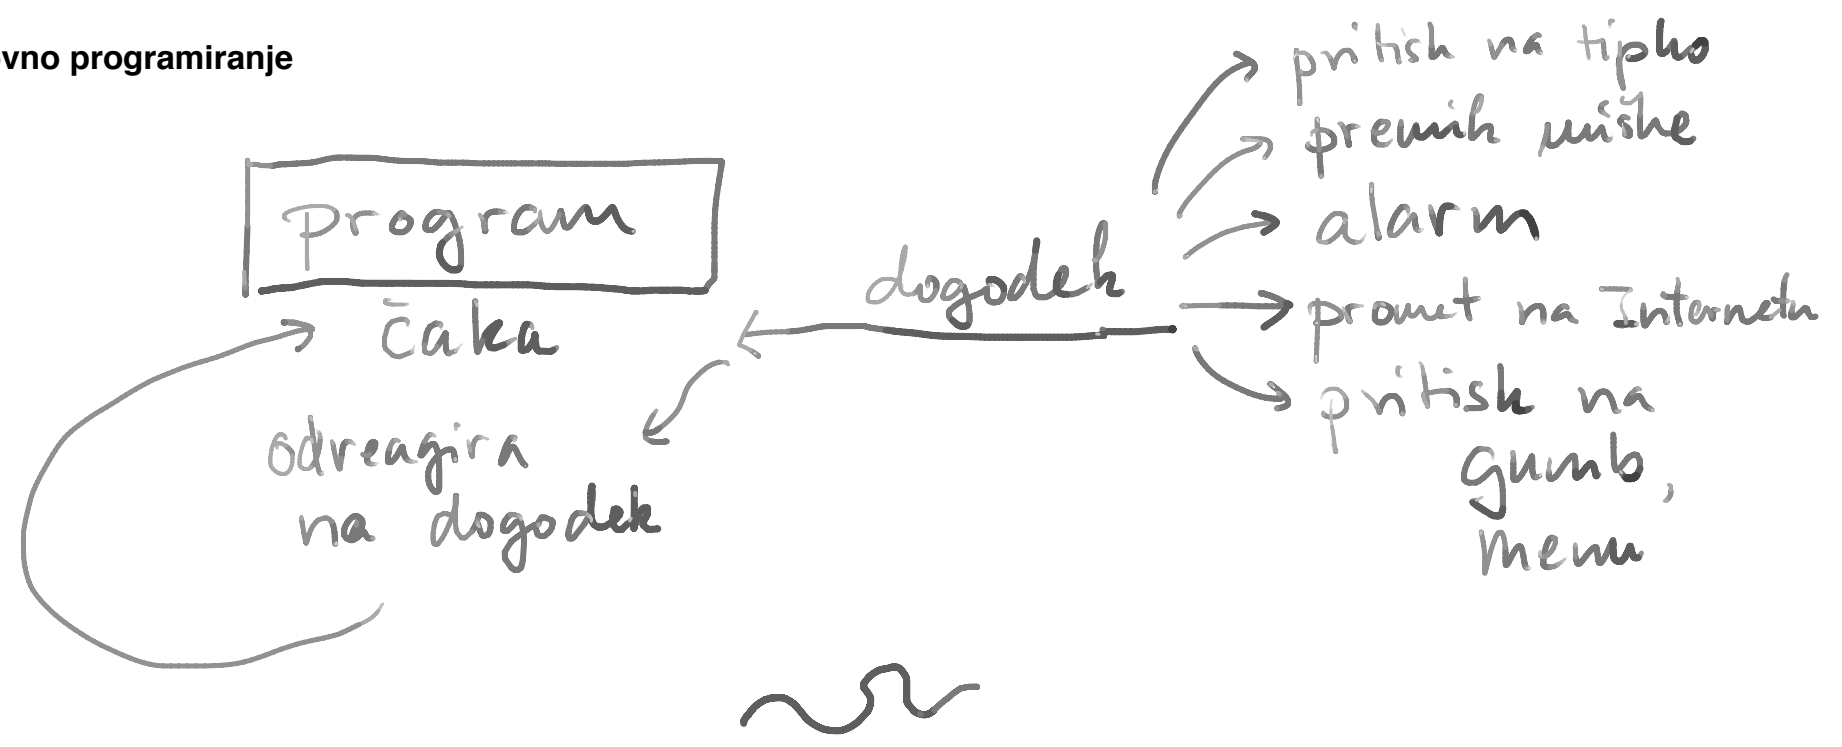 vno programiranje
program
čaka
odreagira
na dogodek
dogodek
pritisk na tipko
premik miške
alarm
promet na Internetu
pritisk na
gumb,
menu